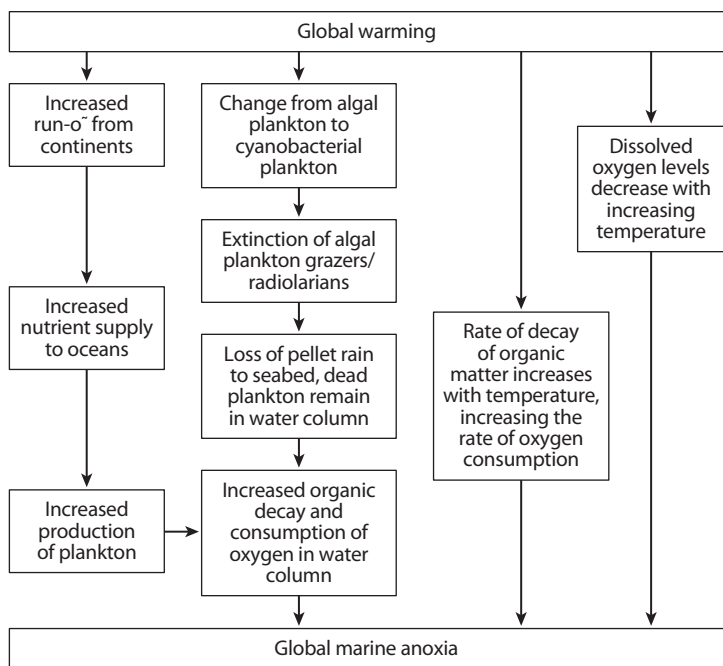 Global warming
Increased
run-o˜ from
continents
Change from algal
plankton to
cyanobacterial
plankton
Dissolved
oxygen levels
decrease with
increasing
temperature
Extinction of algal
plankton grazers/
radiolarians
Increased
nutrient supply
to oceans
Loss of pellet rain
to seabed, dead
plankton remain
in water column
Rate of decay
of organic
matter increases
with temperature,
increasing the
rate of oxygen
consumption
Increased
production
of plankton
Increased organic
decay and
consumption of
oxygen in water
column
Global marine anoxia